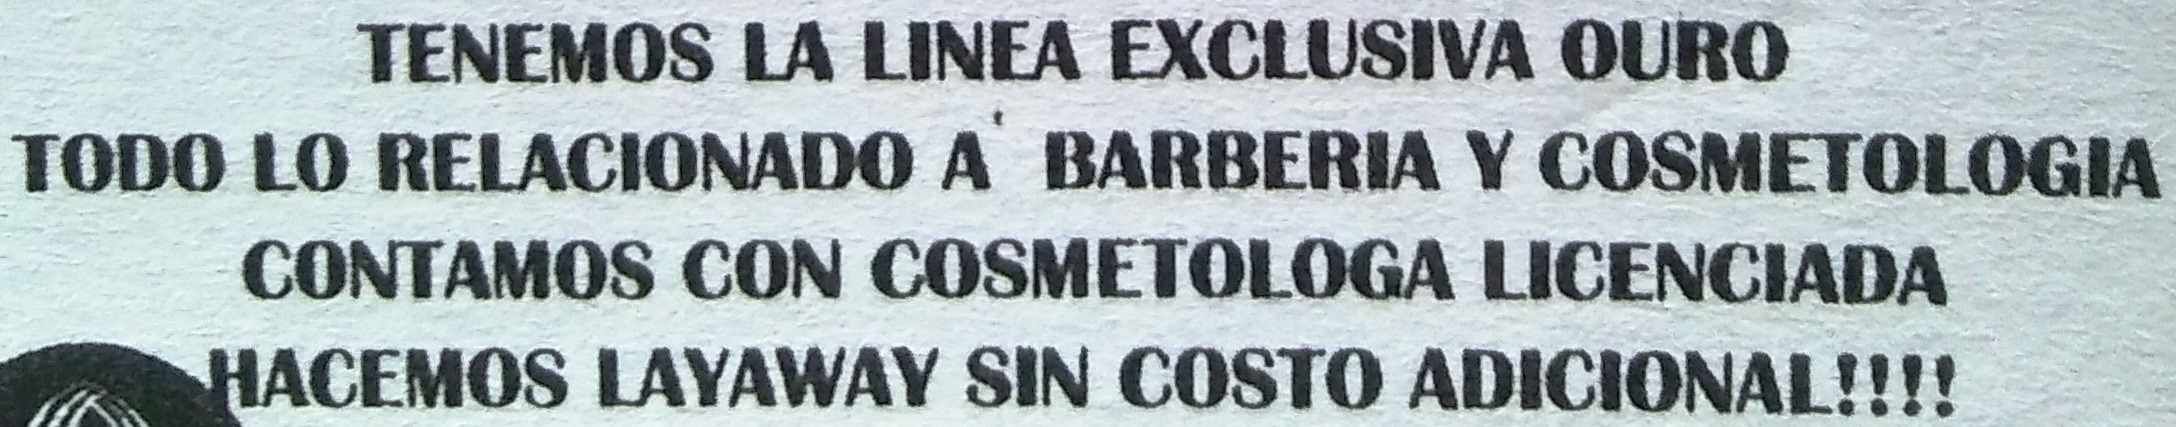 TENEMOS LA LINEA EXCLUSIVA OURO
TODO LO RELACIONADO A BARBERIA Y COSMETOLOGIA
CONTAMOS CON COSMETOLOGA LICENCIADA
HACEMOS LAYAWAY SIN COSTO ADICIONAL!!!!